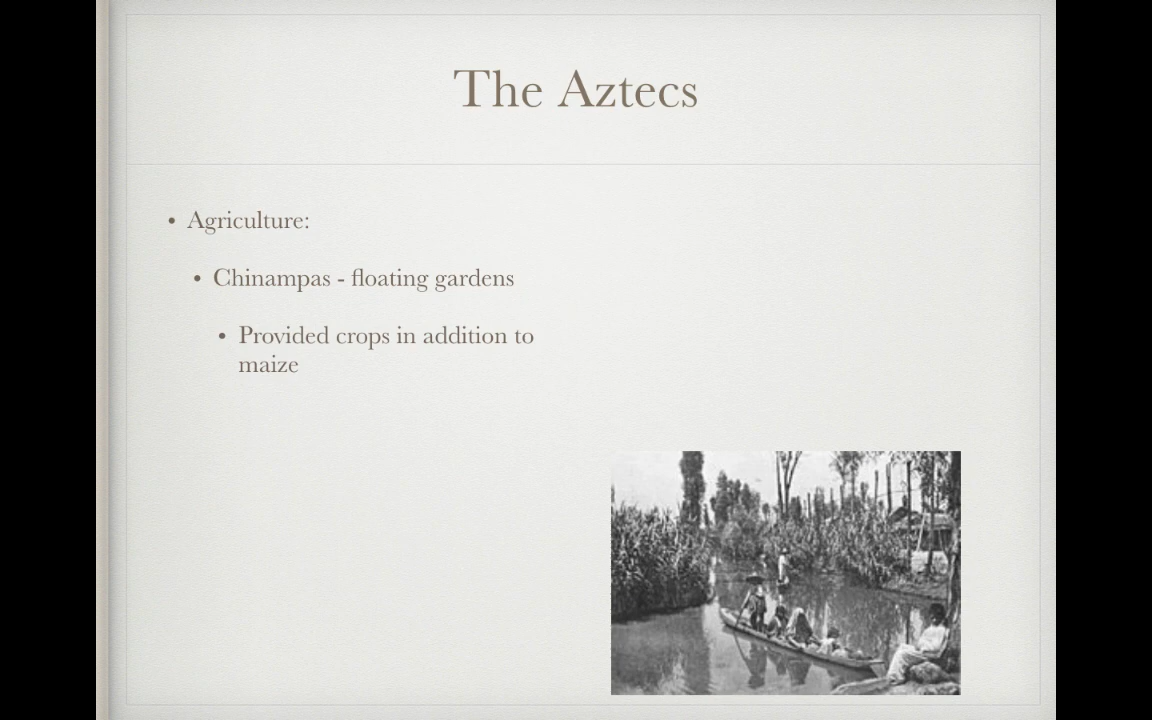 The Aztecs
• Agriculture:
• Chinampas - floating gardens
• Provided crops in addition to
maize